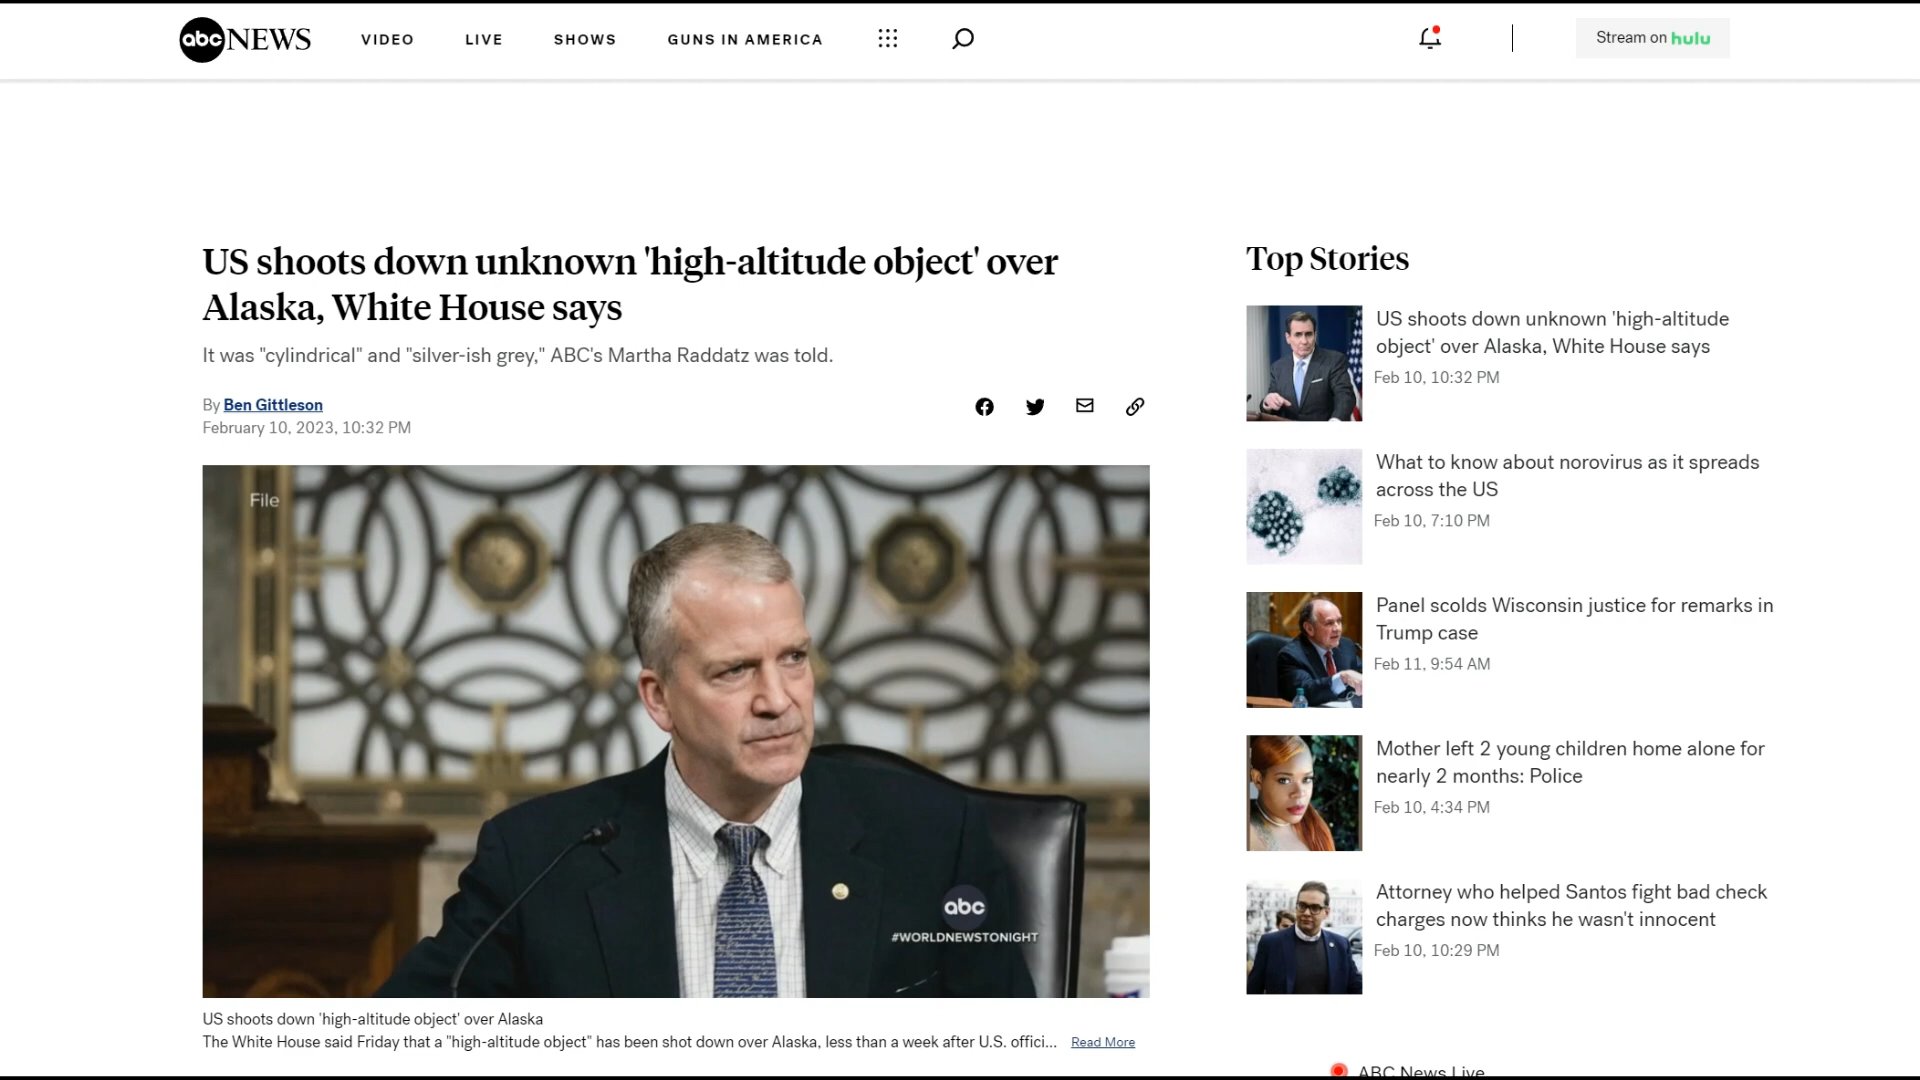 abc NEWS
VIDEO
LIVE
SHOWS
GUNS IN AMERICA
Stream on hulu
US shoots down unknown 'high-altitude object' over
Alaska, White House says
It was "cylindrical" and "silver-ish grey," ABC's Martha Raddatz was told.
By Ben Gittleson
February 10, 2023, 10:32 PM
File
abc
#WORLDNEWSTONIGHT
US shoots down 'high-altitude object' over Alaska
The White House said Friday that a "high-altitude object" has been shot down over Alaska, less than a week after U.S. offici... Read More
Top Stories
US shoots down unknown 'high-altitude
object' over Alaska, White House says
Feb 10, 10:32 PM
What to know about norovirus as it spreads
across the US
Feb 10, 7:10 PM
Panel scolds Wisconsin justice for remarks in
Trump case
Feb 11, 9:54 AM
Mother left 2 young children home alone for
nearly 2 months: Police
Feb 10, 4:34 PM
Attorney who helped Santos fight bad check
charges now thinks he wasn't innocent
Feb 10, 10:29 PM
ABC News Live